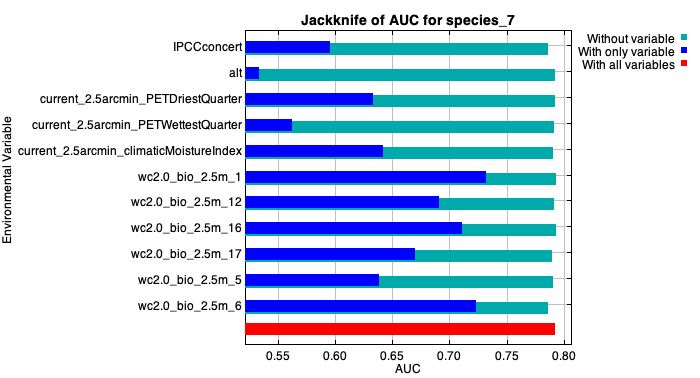 Jackknife of AUC for species_7
Without variable
With only variable
With all variables
Environmental Variable
IPCCconcert
alt
current_2.5arcmin_PETDriestQuarter
current_2.5arcmin_PETWettestQuarter
current_2.5arcmin_climaticMoistureIndex
wc2.0_bio_2.5m_1
wc2.0_bio_2.5m_12
wc2.0_bio_2.5m_16
wc2.0_bio_2.5m_17
wc2.0_bio_2.5m_5
wc2.0_bio_2.5m_6
0.55 0.60 0.65 0.70 0.75 0.80
AUC